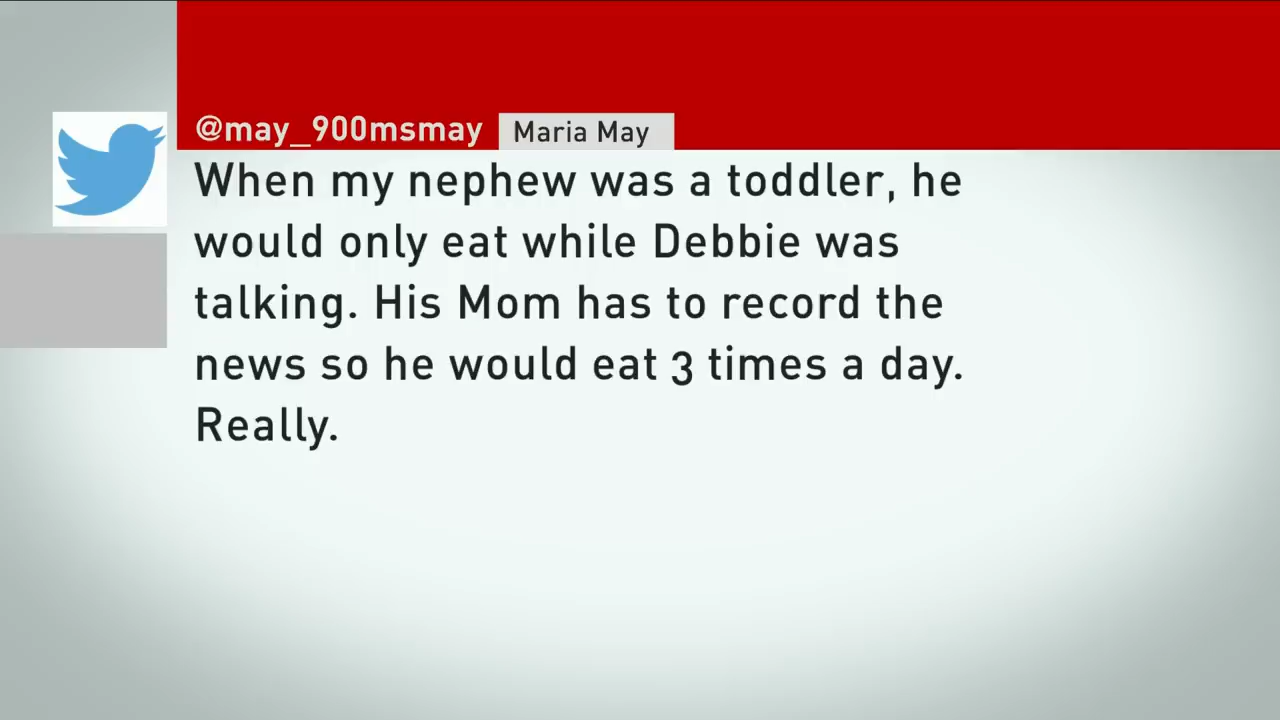 @may_900msmay Maria May
When my nephew was a toddler, he
would only eat while Debbie was
talking. His Mom has to record the
news so he would eat 3 times a day.
Really.